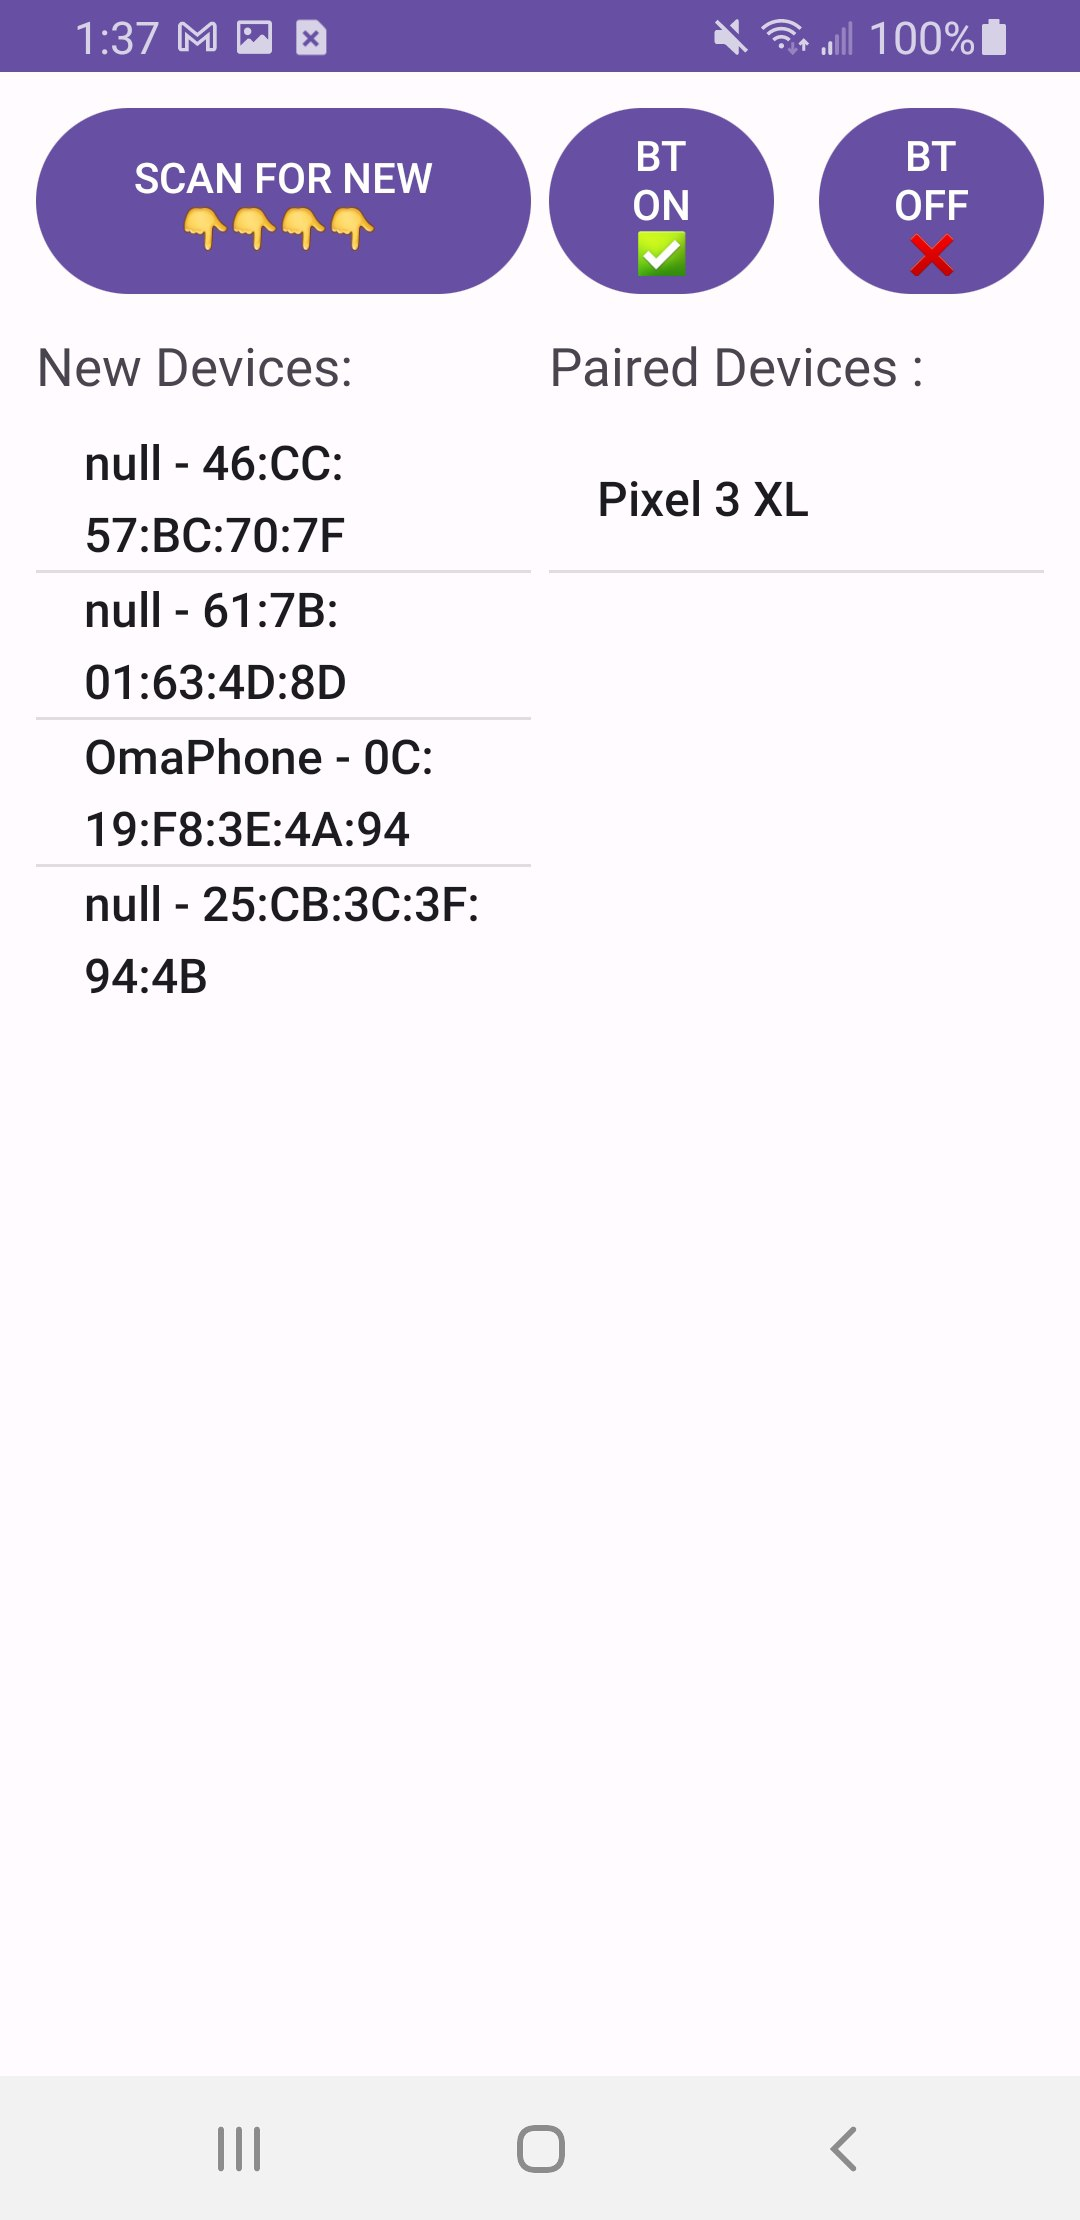 1:37
100%
SCAN FOR NEW
👇👇👇👇
BT
ON
✅
BT
OFF
❌
New Devices:
null - 46:CC:
57:BC:70:7F
null - 61:7B:
01:63:4D:8D
OmaPhone - 0C:
19:F8:3E:4A:94
null - 25:CB:3C:3F:
94:4B
Paired Devices :
Pixel 3 XL